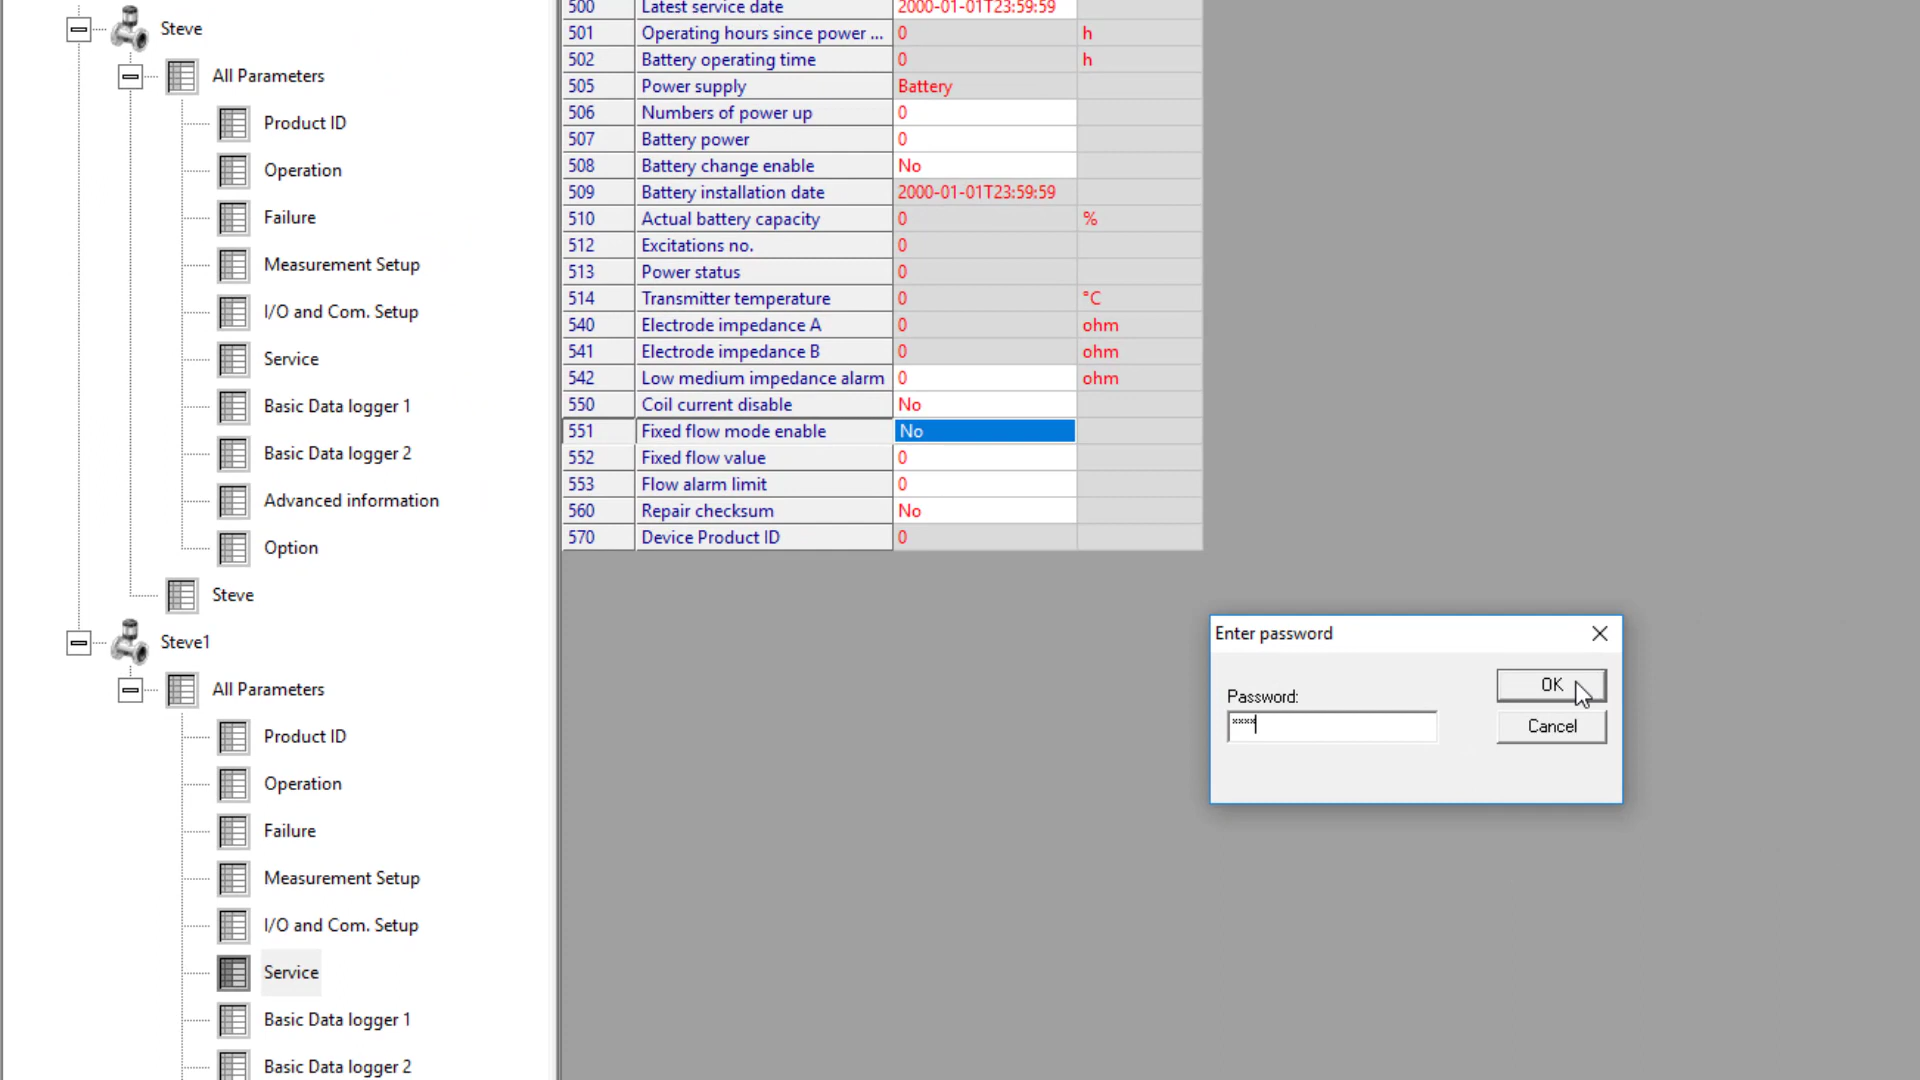 Steve
All Parameters
Product ID
Operation
Failure
Measurement Setup
I/O and Com. Setup
Service
Basic Data logger 1
Basic Data logger 2
Advanced information
Option
Steve
Steve1
All Parameters
Product ID
Operation
Failure
Measurement Setup
I/O and Com. Setup
Service
Basic Data logger 1
Basic Data logger 2
500 Latest service date 2000-01-01T23:59:59
501 Operating hours since power ... 0 h
502 Battery operating time 0 h
505 Power supply Battery
506 Numbers of power up 0
507 Battery power 0
508 Battery change enable No
509 Battery installation date 2000-01-01T23:59:59
510 Actual battery capacity 0 %
512 Excitations no. 0
513 Power status 0
514 Transmitter temperature 0 °C
540 Electrode impedance A 0 ohm
541 Electrode impedance B 0 ohm
542 Low medium impedance alarm 0 ohm
550 Coil current disable No
551 Fixed flow mode enable No
552 Fixed flow value 0
553 Flow alarm limit 0
560 Repair checksum No
570 Device Product ID 0
Enter password
Password:
****
OK
Cancel